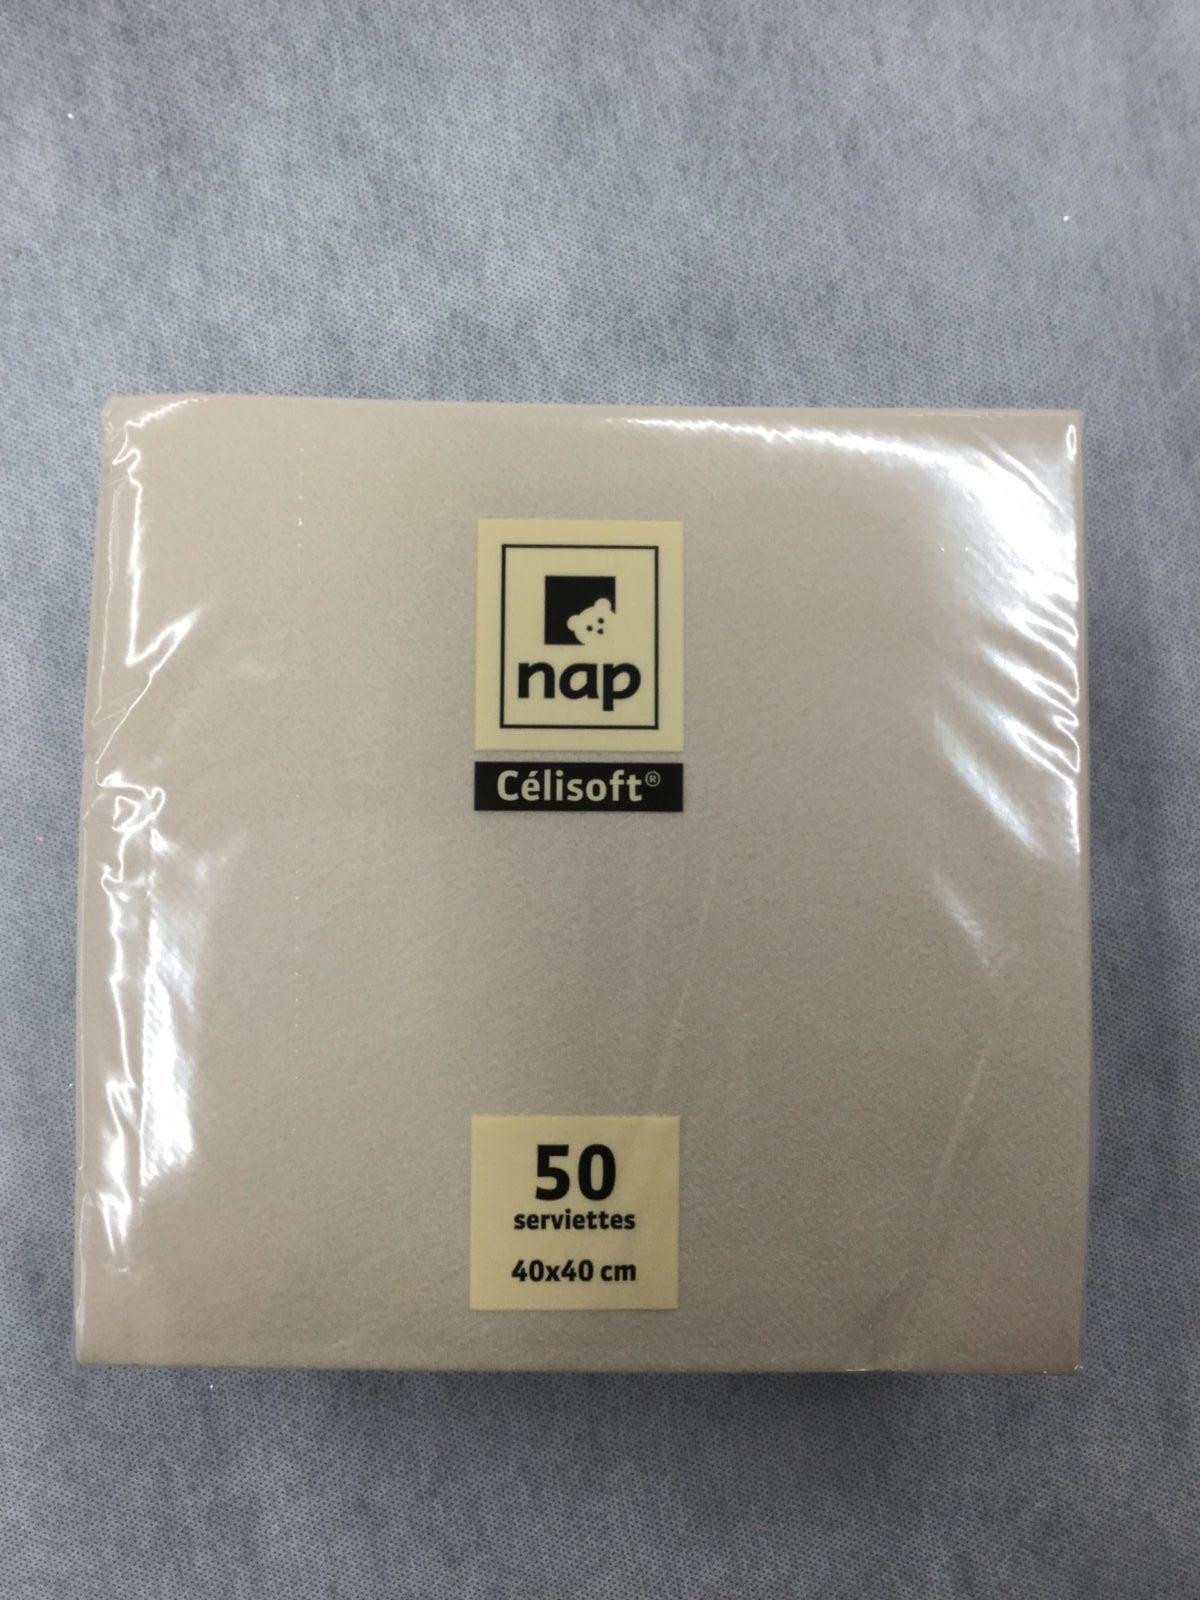 nap
Célisoft®
50
serviettes
40x40 cm